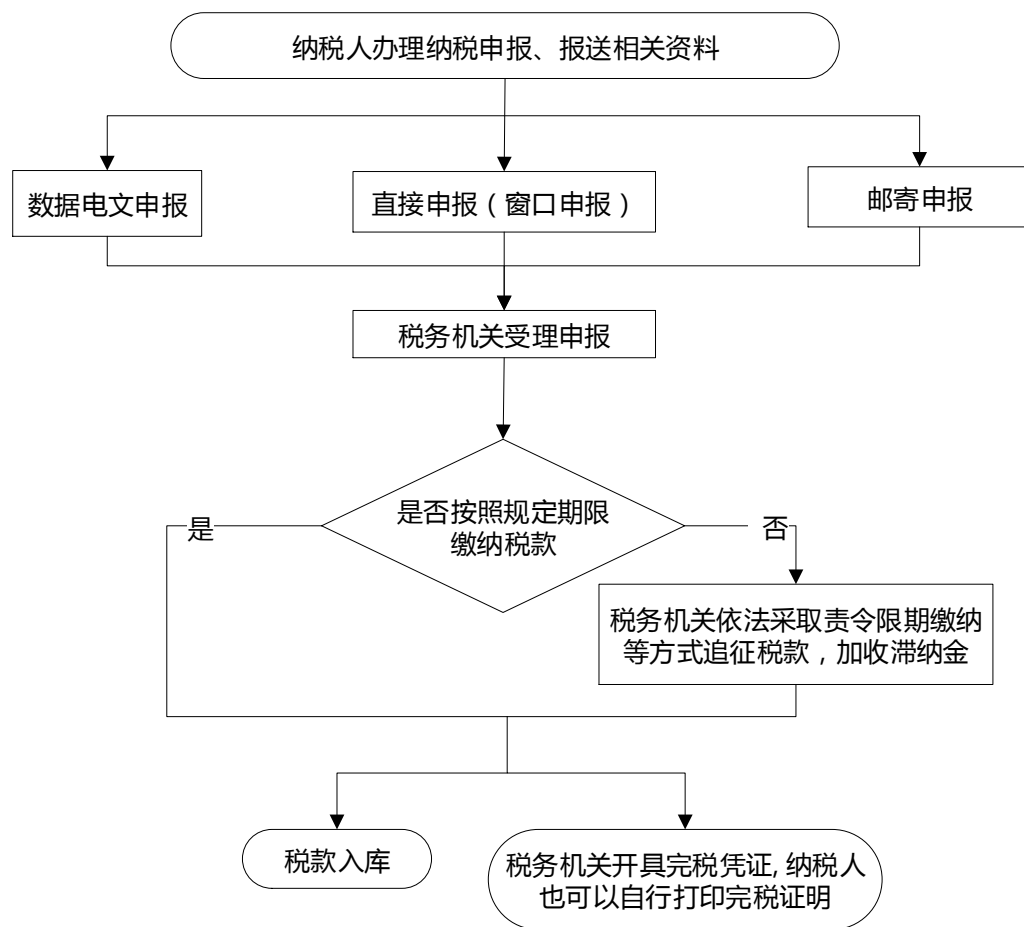 纳税人办理纳税申报、报送相关资料
数据电文申报
直接申报（窗口申报）
邮寄申报
税务机关受理申报
是否按照规定期限
缴纳税款
是
否
税务机关依法采取责令限期缴纳
等方式追征税款，加收滞纳金
税款入库
税务机关开具完税凭证, 纳税人
也可以自行打印完税证明